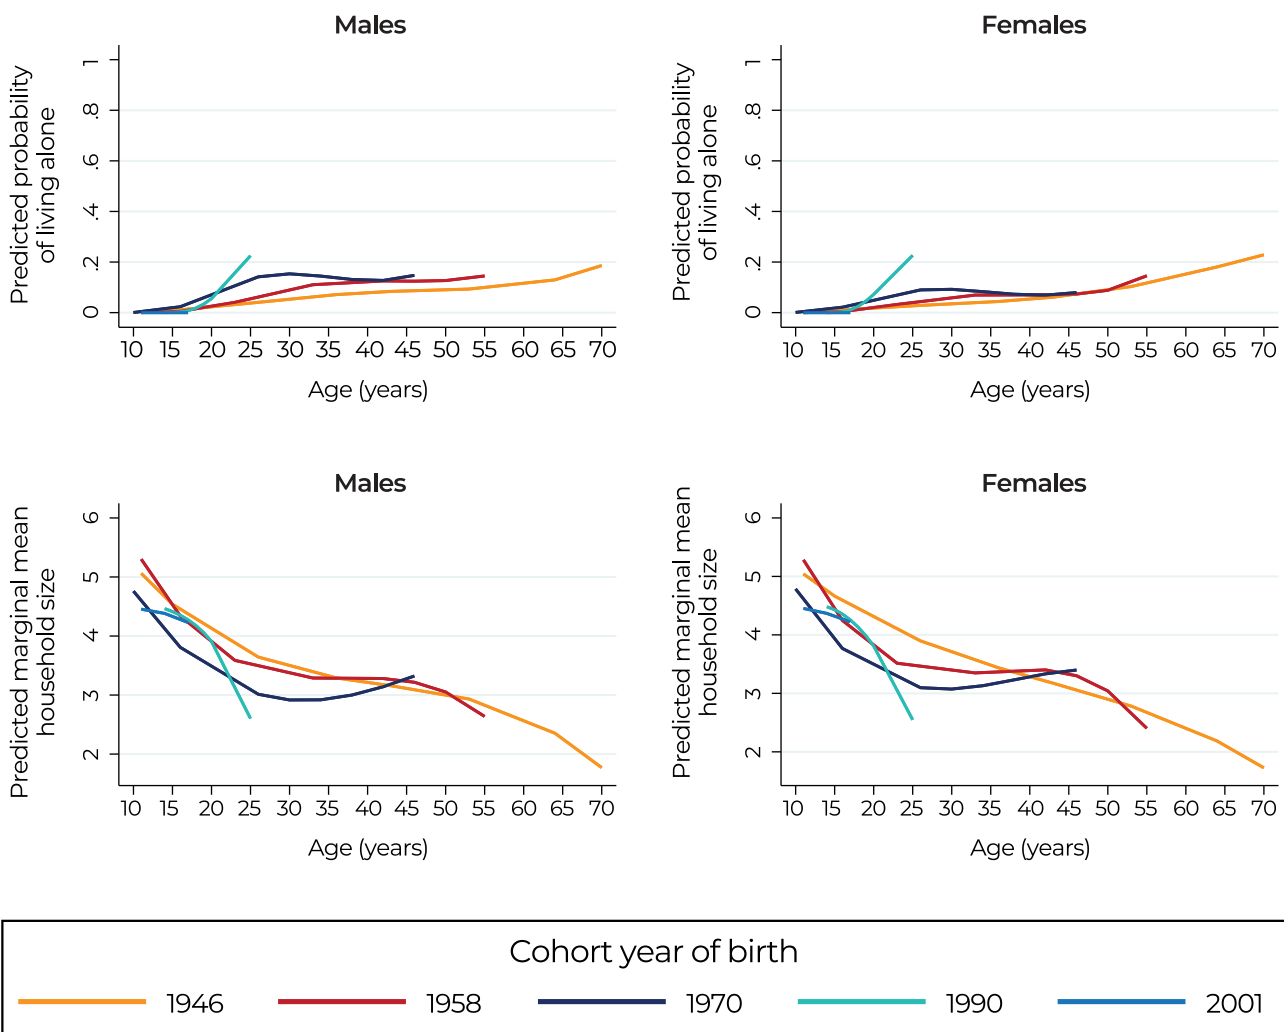 Males
Females
Predicted probability
of living alone
1
.8
.6
.4
.2
0
10 15 20 25 30 35 40 45 50 55 60 65 70
Age (years)
Predicted probability
of living alone
1
.8
.6
.4
.2
0
10 15 20 25 30 35 40 45 50 55 60 65 70
Age (years)
Males
Females
Predicted marginal mean
household size
6
5
4
3
2
10 15 20 25 30 35 40 45 50 55 60 65 70
Age (years)
Predicted marginal mean
household size
6
5
4
3
2
10 15 20 25 30 35 40 45 50 55 60 65 70
Age (years)
Cohort year of birth
1946 1958 1970 1990 2001